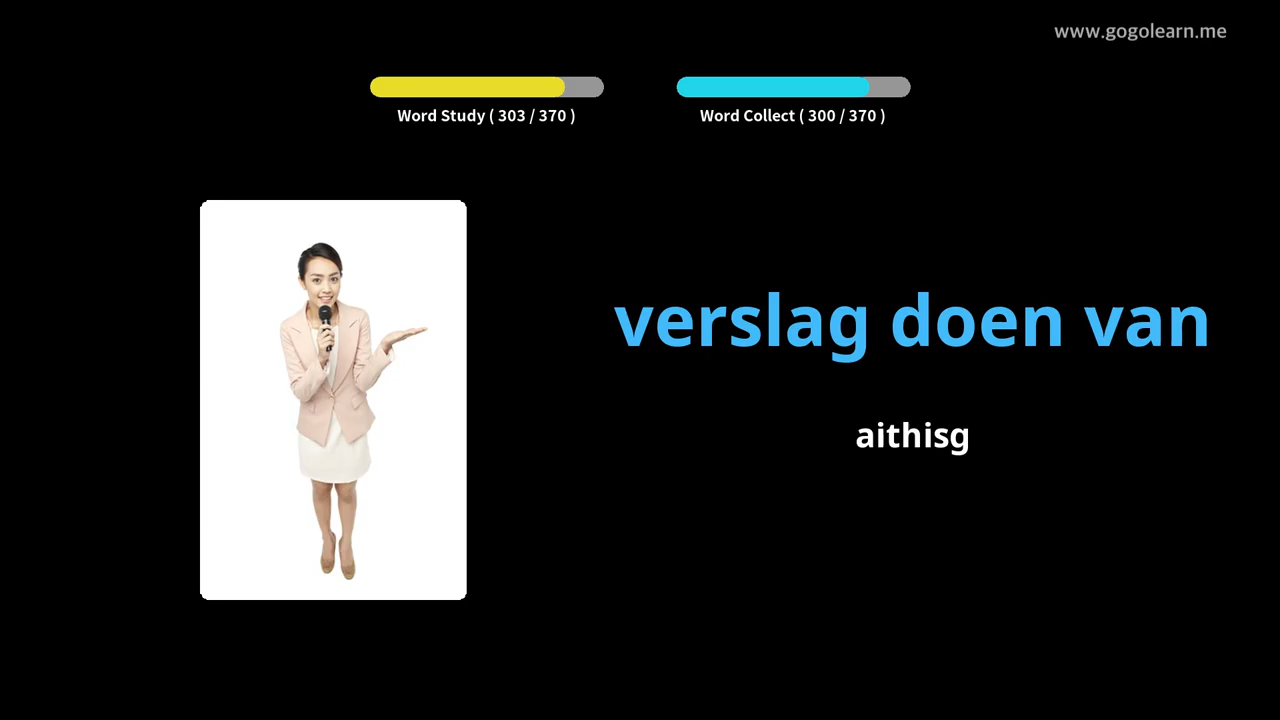 www.gogolearn.me
Word Study ( 303 / 370 )
Word Collect ( 300 / 370 )
verslag doen van
aithisg